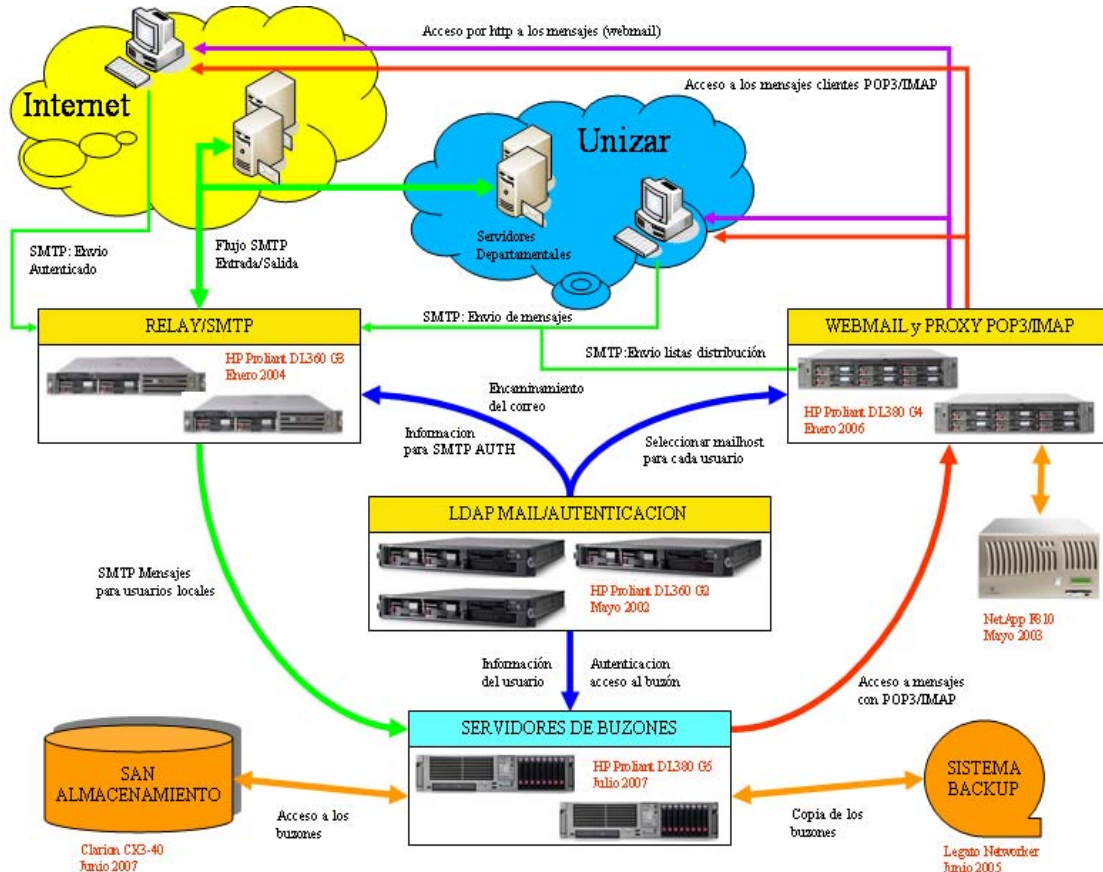 Acceso por http a los mensajes (webmail)
Internet
Acceso a los mensajes clientes POP3/IMAP
Unizar
Servidores
Departamentales
SMTP: Envio
Autenticado
Flujo SMTP
Entrada/Salida
SMTP: Envio de mensajes
SMTP:Envio listas distribución
RELAY/SMTP
HP Proliant DL360 G3
Enero 2004
WEBMAIL y PROXY POP3/IMAP
HP Proliant DL380 G4
Enero 2006
Encaminamiento
del correo
Informacion
para SMTP AUTH
Seleccionar mailhost
para cada usuario
LDAP MAIL/AUTENTICACION
HP Proliant DL360 G2
Mayo 2002
NetApp F810
Mayo 2003
SMTP Mensajes
para usuarios locales
Información
del usuario
Autenticacion
acceso al buzón
Acceso a mensajes
con POP3/IMAP
SERVIDORES DE BUZONES
HP Proliant DL380 G5
Julio 2007
SAN
ALMACENAMIENTO
Acceso a los
buzones
Clarion CX3-40
Junio 2007
SISTEMA
BACKUP
Copia de los
buzones
Legato Networker
Junio 2005